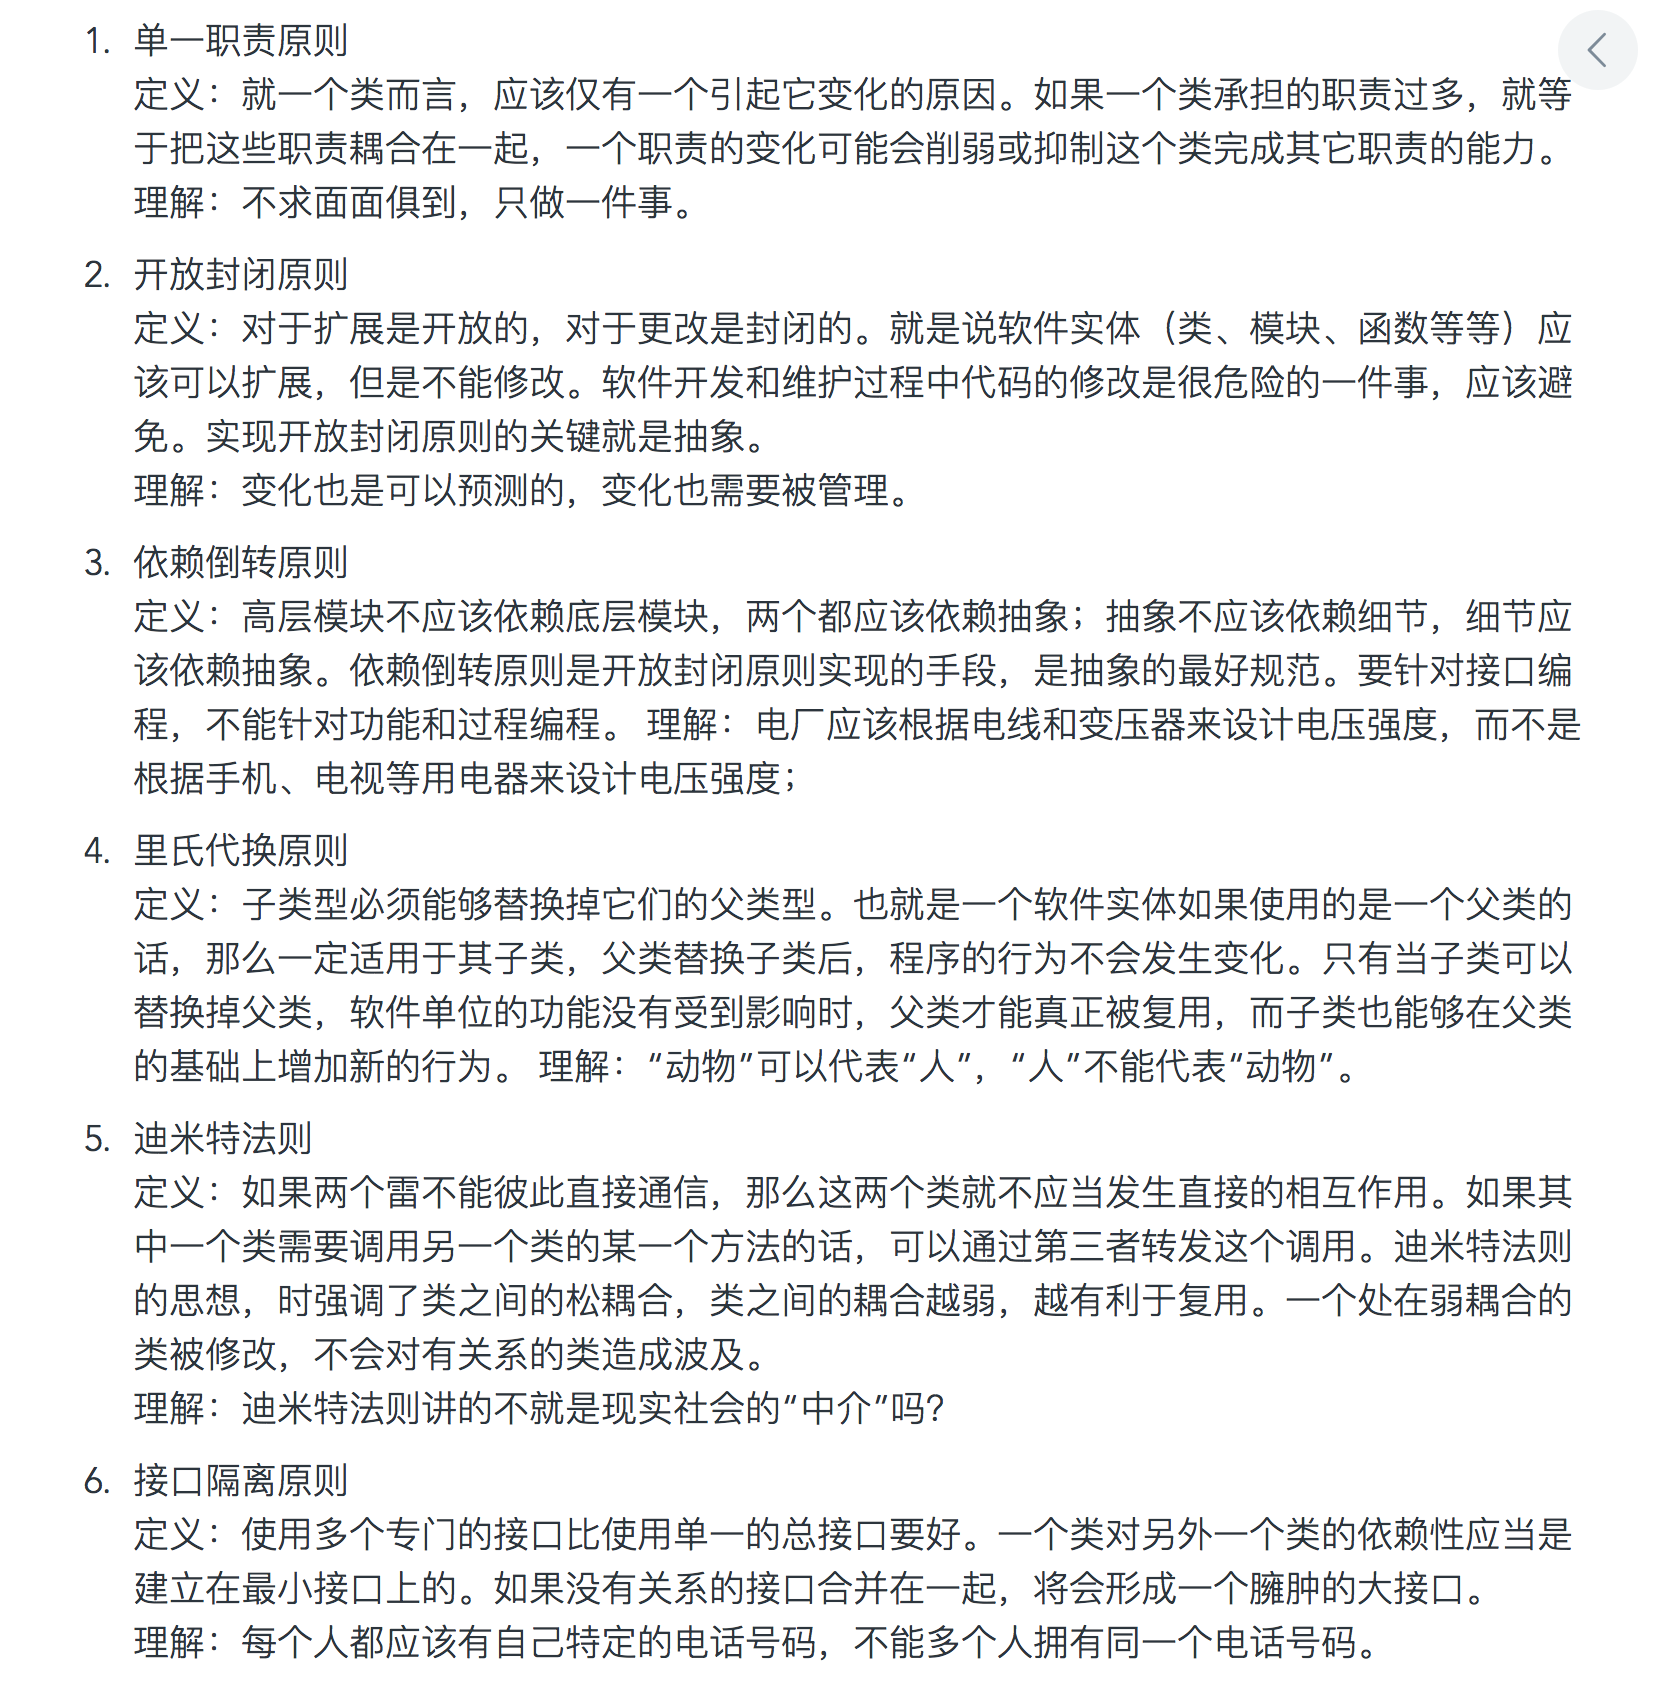 1. 单一职责原则
定义：就一个类而言，应该仅有一个引起它变化的原因。如果一个类承担的职责过多，就等
于把这些职责耦合在一起，一个职责的变化可能会削弱或抑制这个类完成其它职责的能力。
理解：不求面面俱到，只做一件事。
2. 开放封闭原则
定义：对于扩展是开放的，对于更改是封闭的。就是说软件实体（类、模块、函数等等）应
该可以扩展，但是不能修改。软件开发和维护过程中代码的修改是很危险的一件事，应该避
免。实现开放封闭原则的关键就是抽象。
理解：变化也是可以预测的，变化也需要被管理。
3. 依赖倒转原则
定义：高层模块不应该依赖底层模块，两个都应该依赖抽象；抽象不应该依赖细节，细节应
该依赖抽象。依赖倒转原则是开放封闭原则实现的手段，是抽象的最好规范。要针对接口编
程，不能针对功能和过程编程。 理解：电厂应该根据电线和变压器来设计电压强度，而不是
根据手机、电视等用电器来设计电压强度；
4. 里氏代换原则
定义：子类型必须能够替换掉它们的父类型。也就是一个软件实体如果使用的是一个父类的
话，那么一定适用于其子类，父类替换子类后，程序的行为不会发生变化。只有当子类可以
替换掉父类，软件单位的功能没有受到影响时，父类才能真正被复用，而子类也能够在父类
的基础上增加新的行为。 理解：“动物”可以代表“人”，“人”不能代表“动物”。
5. 迪米特法则
定义：如果两个雷不能彼此直接通信，那么这两个类就不应当发生直接的相互作用。如果其
中一个类需要调用另一个类的某一个方法的话，可以通过第三者转发这个调用。迪米特法则
的思想，时强调了类之间的松耦合，类之间的耦合越弱，越有利于复用。一个处在弱耦合的
类被修改，不会对有关系的类造成波及。
理解：迪米特法则讲的不就是现实社会的“中介”吗？
6. 接口隔离原则
定义：使用多个专门的接口比使用单一的总接口要好。一个类对另外一个类的依赖性应当是
建立在最小接口上的。如果没有关系的接口合并在一起，将会形成一个臃肿的大接口。
理解：每个人都应该有自己特定的电话号码，不能多个人拥有同一个电话号码。